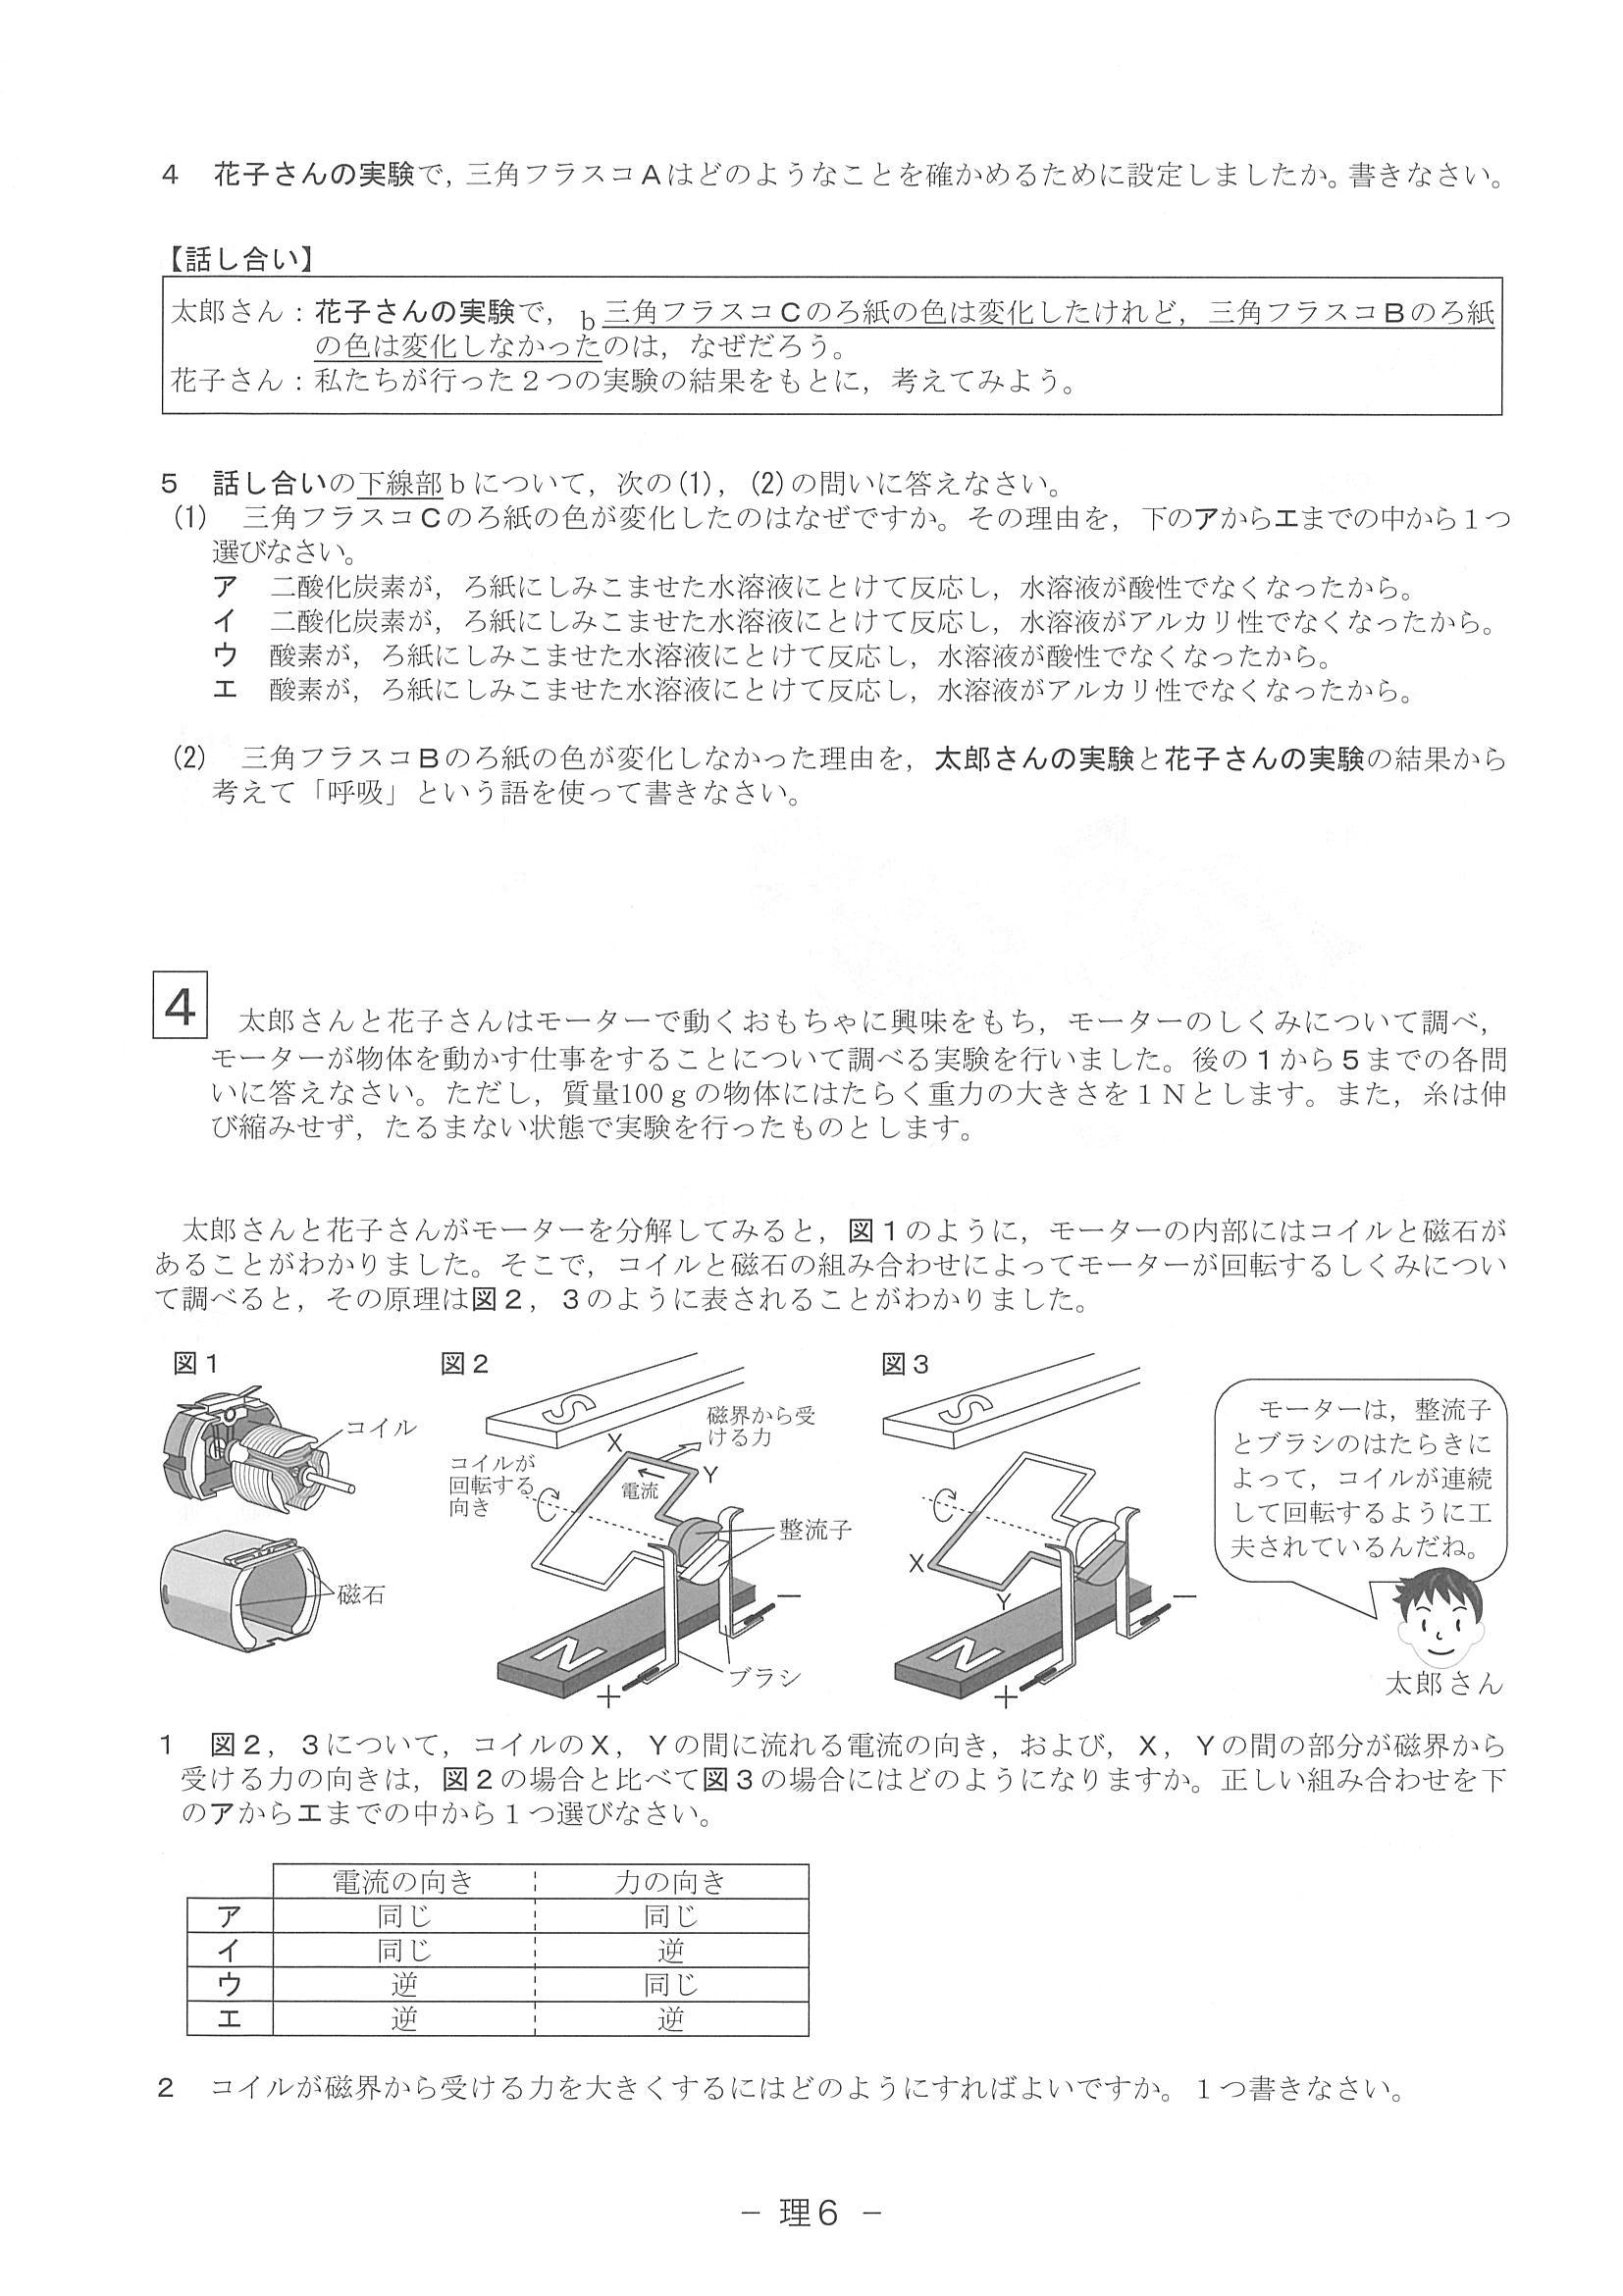 4 花子さんの実験で，三角フラスコAはどのようなことを確かめるために設定しましたか。書きなさい。
【話し合い】
太郎さん：花子さんの実験で，b三角フラスコCのろ紙の色は変化したけれど，三角フラスコBのろ紙
の色は変化しなかったのは，なぜだろう。
花子さん：私たちが行った２つの実験の結果をもとに，考えてみよう。
5 話し合いの下線部ｂについて，次の(1)，(2)の問いに答えなさい。
(1) 三角フラスコCのろ紙の色が変化したのはなぜですか。その理由を，下のアからエまでの中から１つ
選びなさい。
ア 二酸化炭素が，ろ紙にしみこませた水溶液にとけて反応し，水溶液が酸性でなくなったから。
イ 二酸化炭素が，ろ紙にしみこませた水溶液にとけて反応し，水溶液がアルカリ性でなくなったから。
ウ 酸素が，ろ紙にしみこませた水溶液にとけて反応し，水溶液が酸性でなくなったから。
エ 酸素が，ろ紙にしみこませた水溶液にとけて反応し，水溶液がアルカリ性でなくなったから。
(2) 三角フラスコBのろ紙の色が変化しなかった理由を，太郎さんの実験と花子さんの実験の結果から
考えて「呼吸」という語を使って書きなさい。
4
太郎さんと花子さんはモーターで動くおもちゃに興味をもち，モーターのしくみについて調べ，
モーターが物体を動かす仕事をすることについて調べる実験を行いました。後の１から５までの各問
いに答えなさい。ただし，質量100ｇの物体にはたらく重力の大きさを１Ｎとします。また，糸は伸
び縮みせず，たるまない状態で実験を行ったものとします。
太郎さんと花子さんがモーターを分解してみると，図１のように，モーターの内部にはコイルと磁石が
あることがわかりました。そこで，コイルと磁石の組み合わせによってモーターが回転するしくみについ
て調べると，その原理は図２，３のように表されることがわかりました。
図１
コイル
磁石
図２
S
磁界から受
ける力
X
Y
コイルが
回転する
向き
電流
整流子
N
－
＋
ブラシ
図３
S
X
Y
N
－
＋
モーターは，整流子
とブラシのはたらきに
よって，コイルが連続
して回転するように工
夫されているんだね。
太郎さん
1 図２，３について，コイルのX，Yの間に流れる電流の向き，および，X，Yの間の部分が磁界から
受ける力の向きは，図２の場合と比べて図３の場合にはどのようになりますか。正しい組み合わせを下
のアからエまでの中から１つ選びなさい。
電流の向き 力の向き
ア 同じ 同じ
イ 同じ 逆
ウ 逆 同じ
エ 逆 逆
2 コイルが磁界から受ける力を大きくするにはどのようにすればよいですか。１つ書きなさい。
－ 理6 －